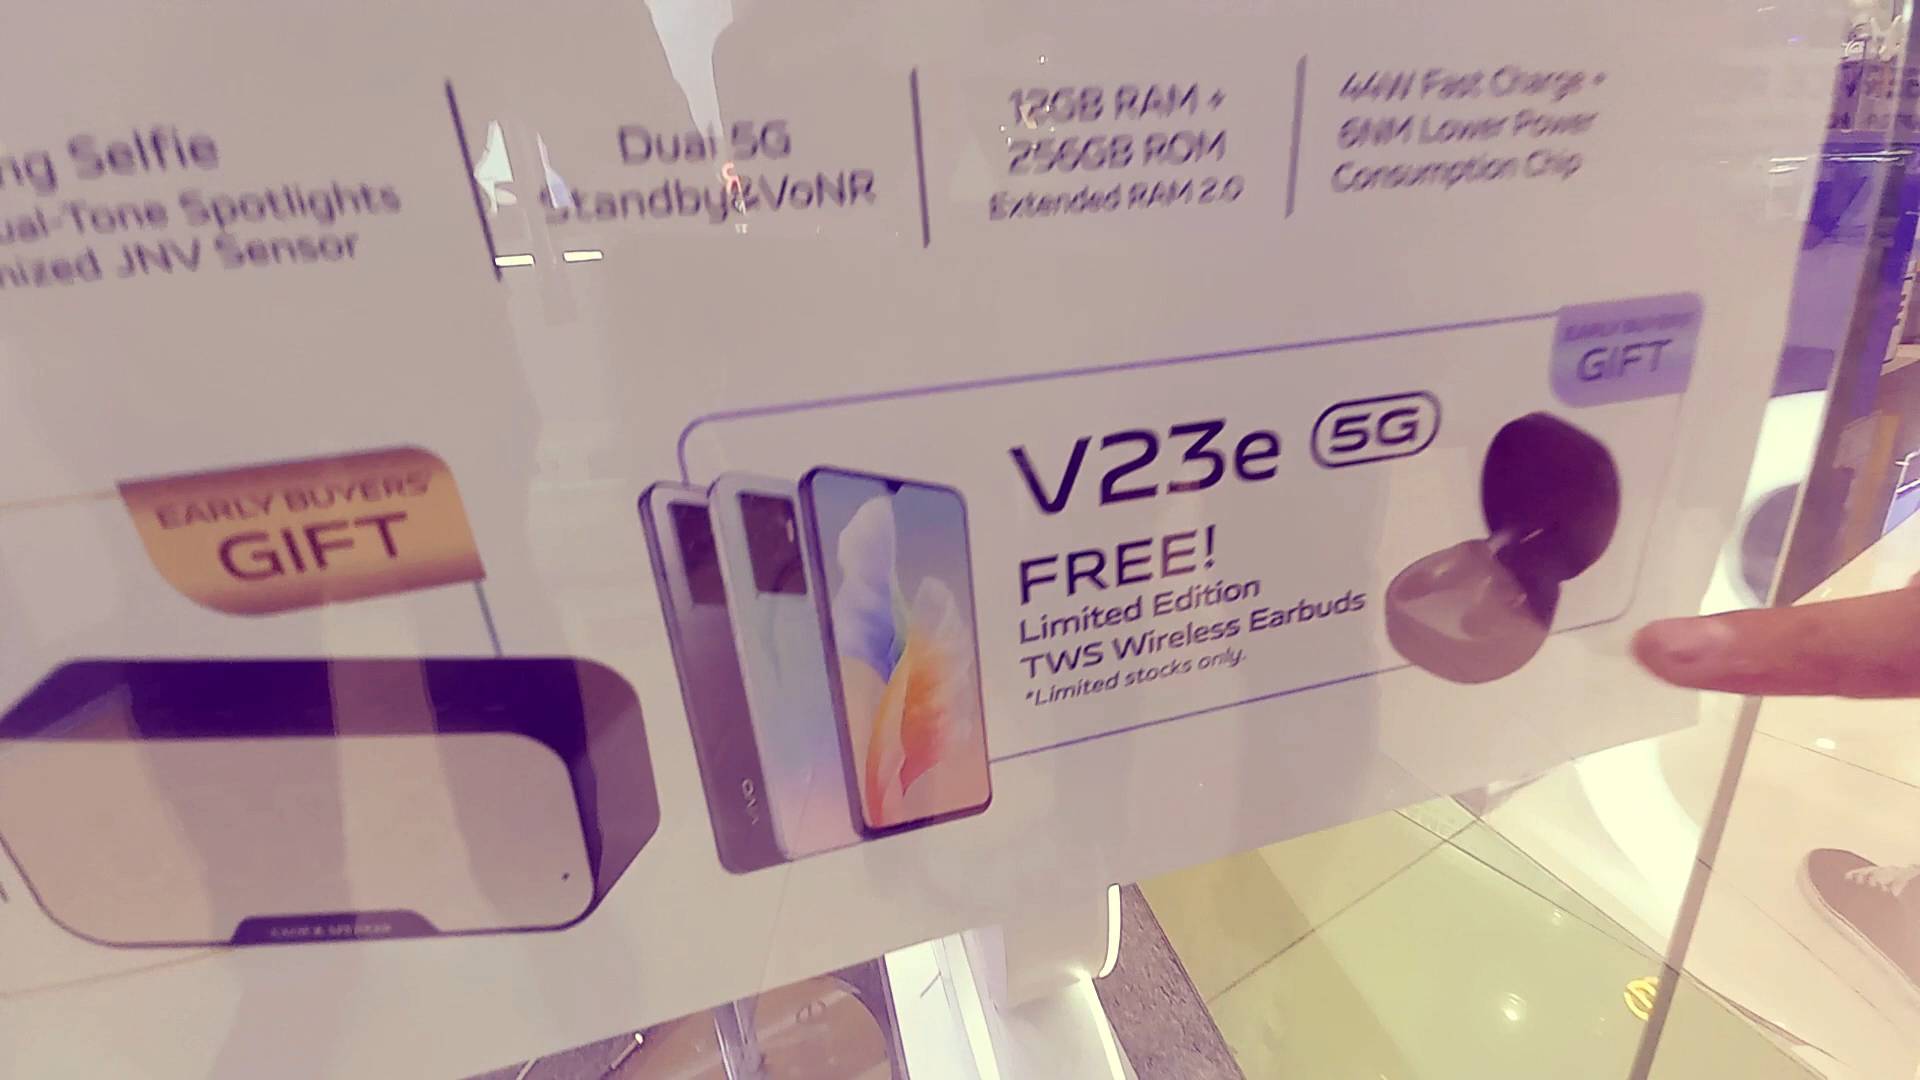 ng Selfie
ual-Tone Spotlights
nized JNV Sensor
Dual 5G
Standby&VoNR
12GB RAM +
256GB ROM
Extended RAM 2.0
44W Fast Charge +
6NM Lower Power
Consumption Chip
EARLY BUYERS'
GIFT
EARLY BUYERS'
GIFT
V23e 5G
FREE!
Limited Edition
TWS Wireless Earbuds
*Limited stocks only.
vivo